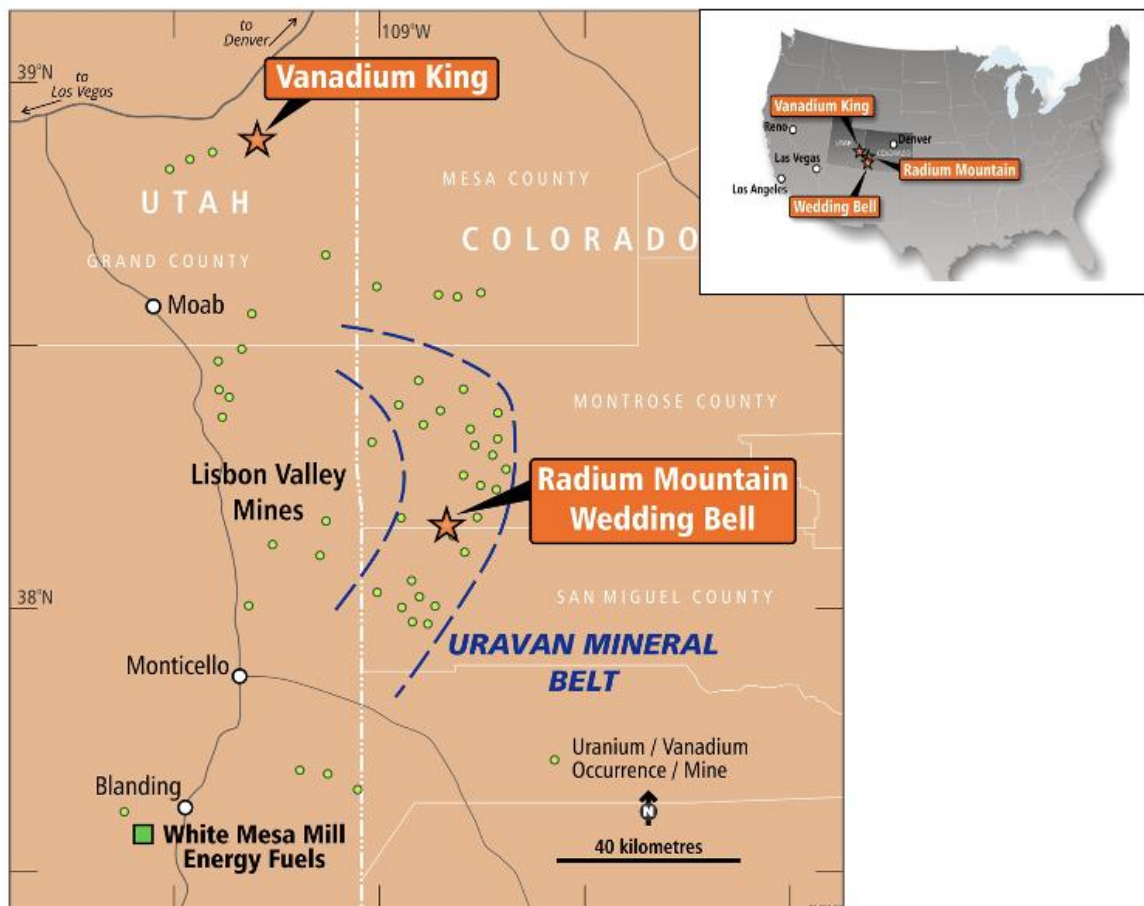 to
Denver
109°W
39°N
to
Las Vegas
Vanadium King
UTAH
MESA COUNTY
COLORADO
GRAND COUNTY
Moab
MONTROSE COUNTY
Lisbon Valley
Mines
Radium Mountain
Wedding Bell
38°N
SAN MIGUEL COUNTY
URAVAN MINERAL
BELT
Monticello
Uranium / Vanadium
Occurrence / Mine
Blanding
N
White Mesa Mill
Energy Fuels
40 kilometres
Vanadium King
Reno
Denver
UTAH
COLORADO
Las Vegas
Radium Mountain
Los Angeles
Wedding Bell